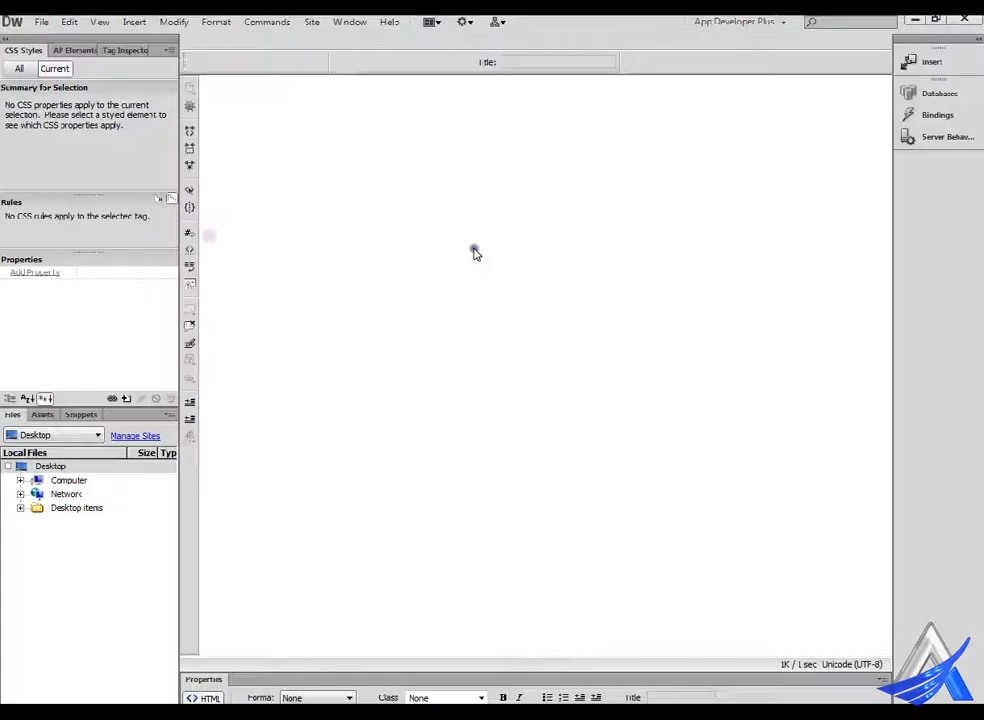 Dw File Edit View Insert Modify Format Commands Site Window Help App Developer Plus
CSS Styles AP Elements Tag Inspecto
All Current
Summary for Selection
No CSS properties apply to the current
selection. Please select a styled element to
see which CSS properties apply.
Rules
No CSS rules apply to the selected tag.
Properties
Add Property
Files Assets Snippets
Desktop Manage Sites
Local Files Size Typ
Desktop
Computer
Network
Desktop items
Title:
Insert
Databases
Bindings
Server Behav...
1K / 1 sec Unicode (UTF-8)
Properties
<> HTML Format None Class None B I Title